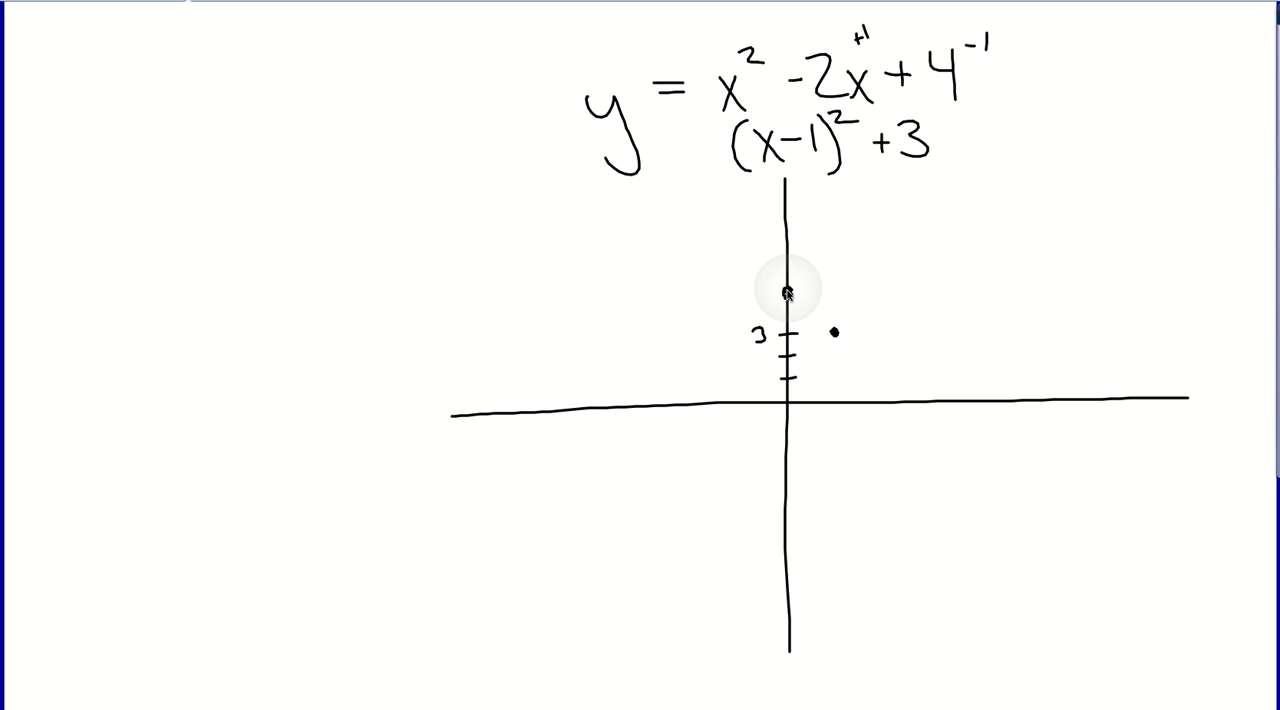 y = x² -2x⁺¹ + 4⁻¹
(x-1)² +3
3